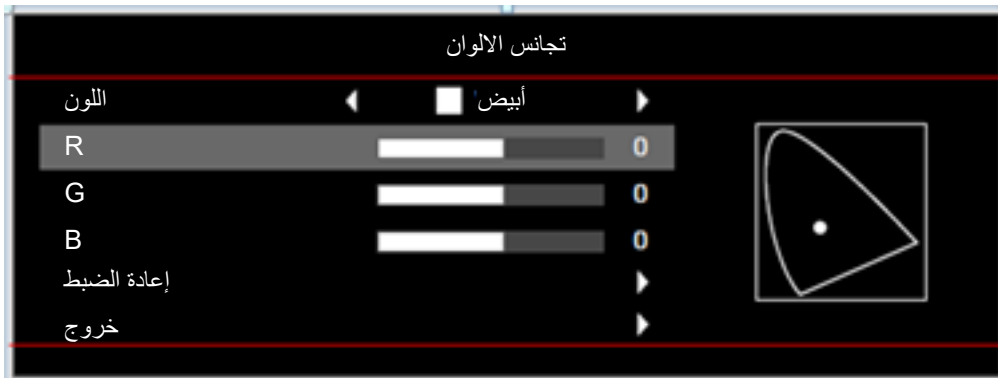 تجانس الالوان
اللون أبيض
R 0
G 0
B 0
إعادة الضبط
خروج